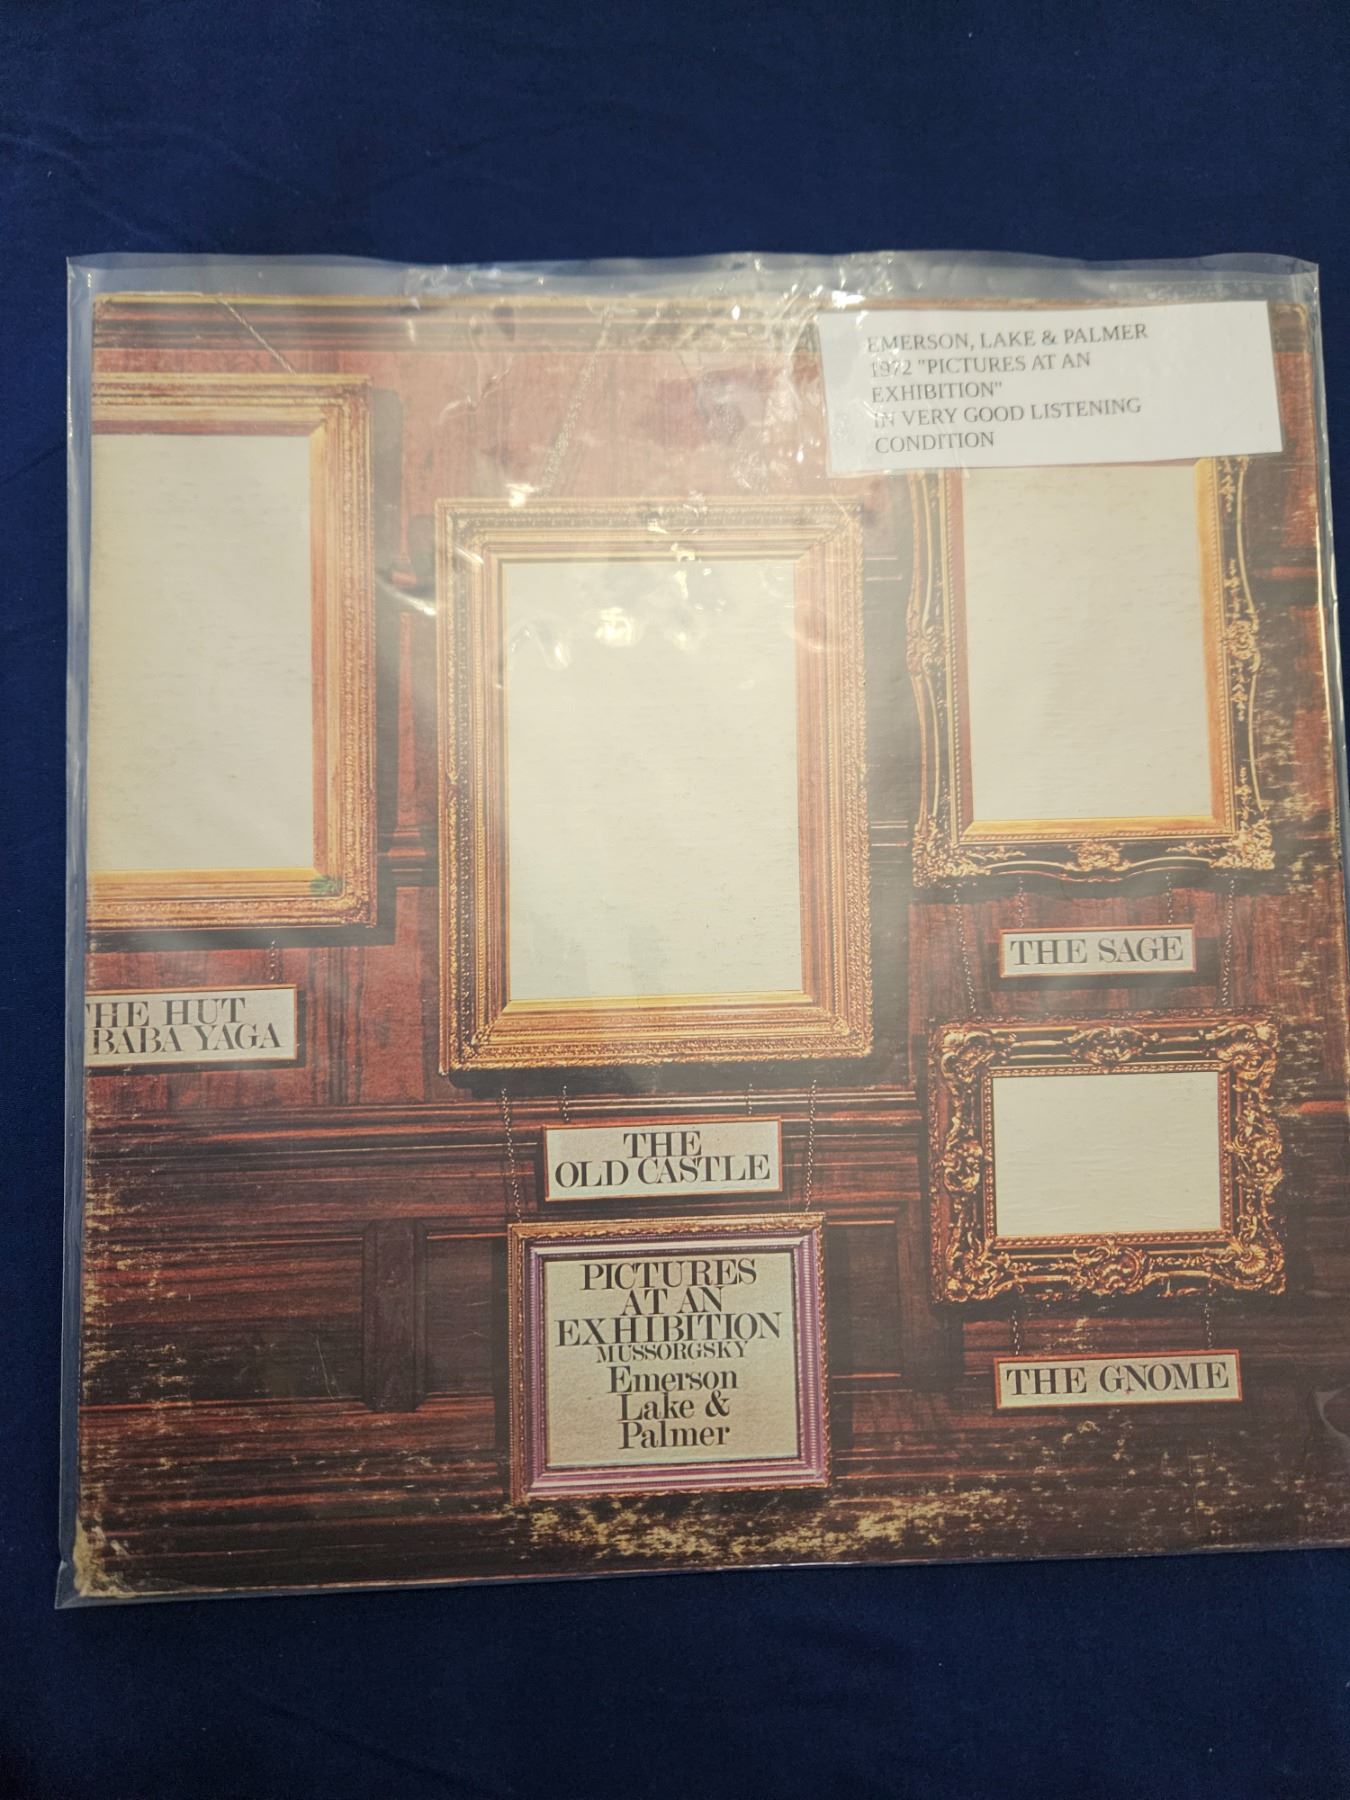 EMERSON, LAKE & PALMER
1972 "PICTURES AT AN
EXHIBITION"
IN VERY GOOD LISTENING
CONDITION
THE SAGE
THE HUT
BABA YAGA
THE
OLD CASTLE
PICTURES
AT AN
EXHIBITION
MUSSORGSKY
Emerson
Lake &
Palmer
THE GNOME